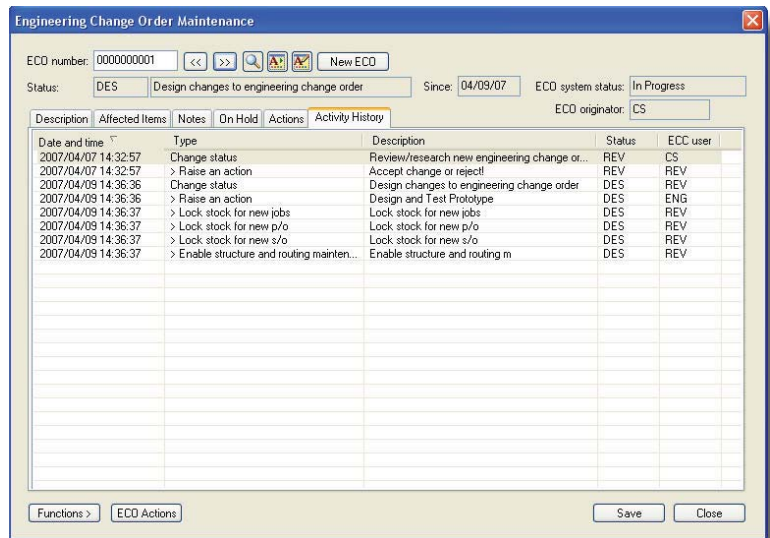 Engineering Change Order Maintenance
ECO number: 0000000001 << >> New ECO
Status: DES Design changes to engineering change order Since: 04/09/07 ECO system status: In Progress
ECO originator: CS
Description Affected Items Notes On Hold Actions Activity History
Date and time Type Description Status ECC user
2007/04/07 14:32:57 Change status Review/research new engineering change or... REV CS
2007/04/07 14:32:57 > Raise an action Accept change or reject! REV REV
2007/04/09 14:36:36 Change status Design changes to engineering change order DES REV
2007/04/09 14:36:36 > Raise an action Design and Test Prototype DES ENG
2007/04/09 14:36:37 > Lock stock for new jobs Lock stock for new jobs DES REV
2007/04/09 14:36:37 > Lock stock for new p/o Lock stock for new p/o DES REV
2007/04/09 14:36:37 > Lock stock for new s/o Lock stock for new s/o DES REV
2007/04/09 14:36:37 > Enable structure and routing mainten... Enable structure and routing m DES REV
Functions > ECO Actions Save Close